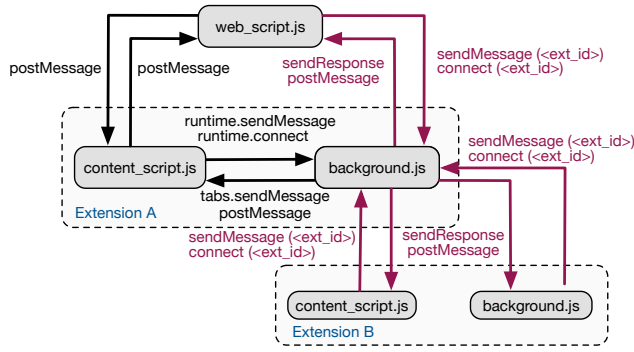 web_script.js
postMessage
postMessage
sendResponse
postMessage
sendMessage (<ext_id>)
connect (<ext_id>)
runtime.sendMessage
runtime.connect
sendMessage (<ext_id>)
connect (<ext_id>)
content_script.js
background.js
tabs.sendMessage
postMessage
Extension A
sendMessage (<ext_id>)
connect (<ext_id>)
sendResponse
postMessage
content_script.js
background.js
Extension B